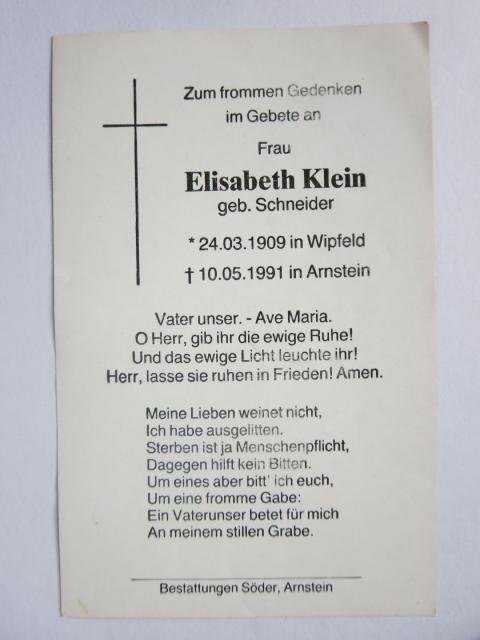 Zum frommen Gedenken
im Gebete an
Frau
Elisabeth Klein
geb. Schneider
* 24.03.1909 in Wipfeld
† 10.05.1991 in Arnstein
Vater unser. - Ave Maria.
O Herr, gib ihr die ewige Ruhe!
Und das ewige Licht leuchte ihr!
Herr, lasse sie ruhen in Frieden! Amen.
Meine Lieben weinet nicht,
Ich habe ausgelitten.
Sterben ist ja Menschenpflicht,
Dagegen hilft kein Bitten.
Um eines aber bitt' ich euch,
Um eine fromme Gabe:
Ein Vaterunser betet für mich
An meinem stillen Grabe.
Bestattungen Söder, Arnstein